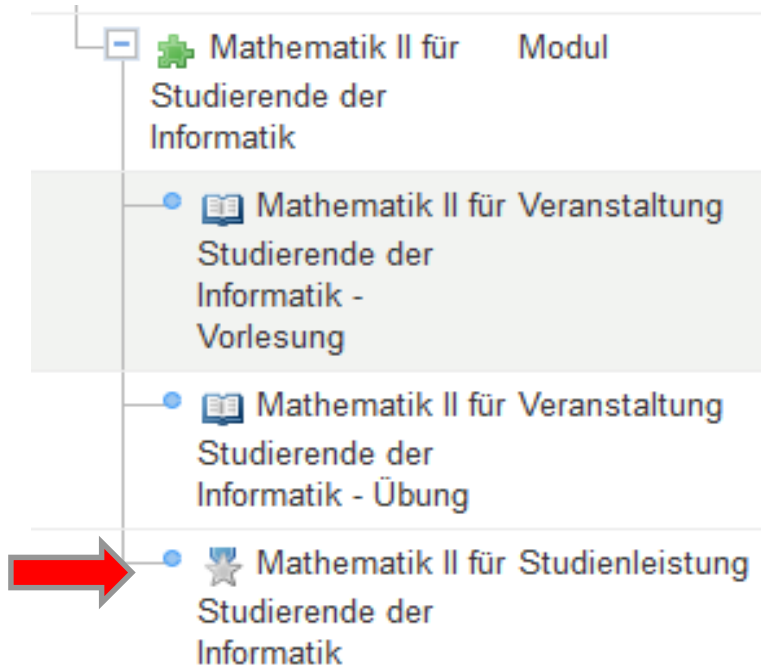 Mathematik II für Modul
Studierende der
Informatik
Mathematik II für Veranstaltung
Studierende der
Informatik -
Vorlesung
Mathematik II für Veranstaltung
Studierende der
Informatik - Übung
Mathematik II für Studienleistung
Studierende der
Informatik